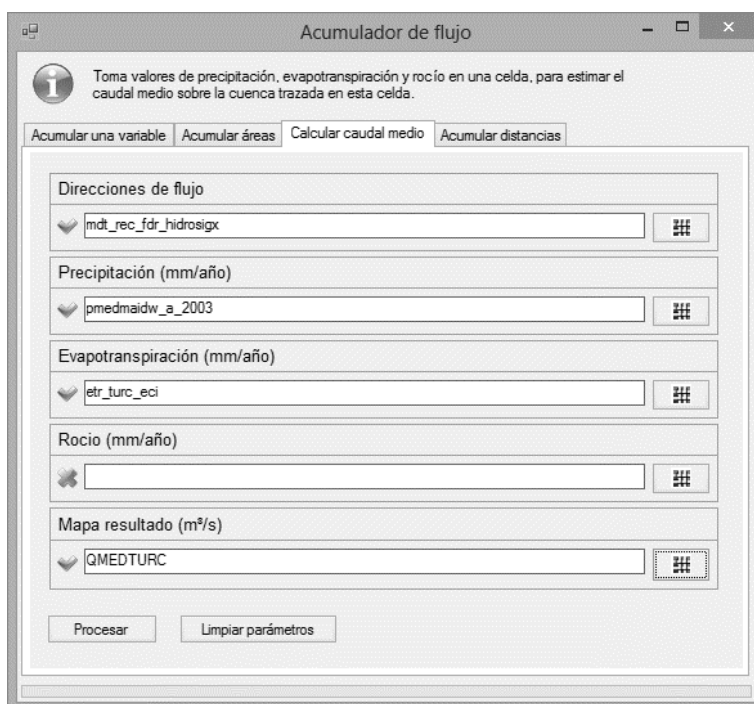 Acumulador de flujo
Toma valores de precipitación, evapotranspiración y rocío en una celda, para estimar el
caudal medio sobre la cuenca trazada en esta celda.
Acumular una variable Acumular áreas Calcular caudal medio Acumular distancias
Direcciones de flujo
mdt_rec_fdr_hidrosigx
Precipitación (mm/año)
pmedmaidw_a_2003
Evapotranspiración (mm/año)
etr_turc_eci
Rocio (mm/año)
Mapa resultado (m³/s)
QMEDTURC
Procesar Limpiar parámetros